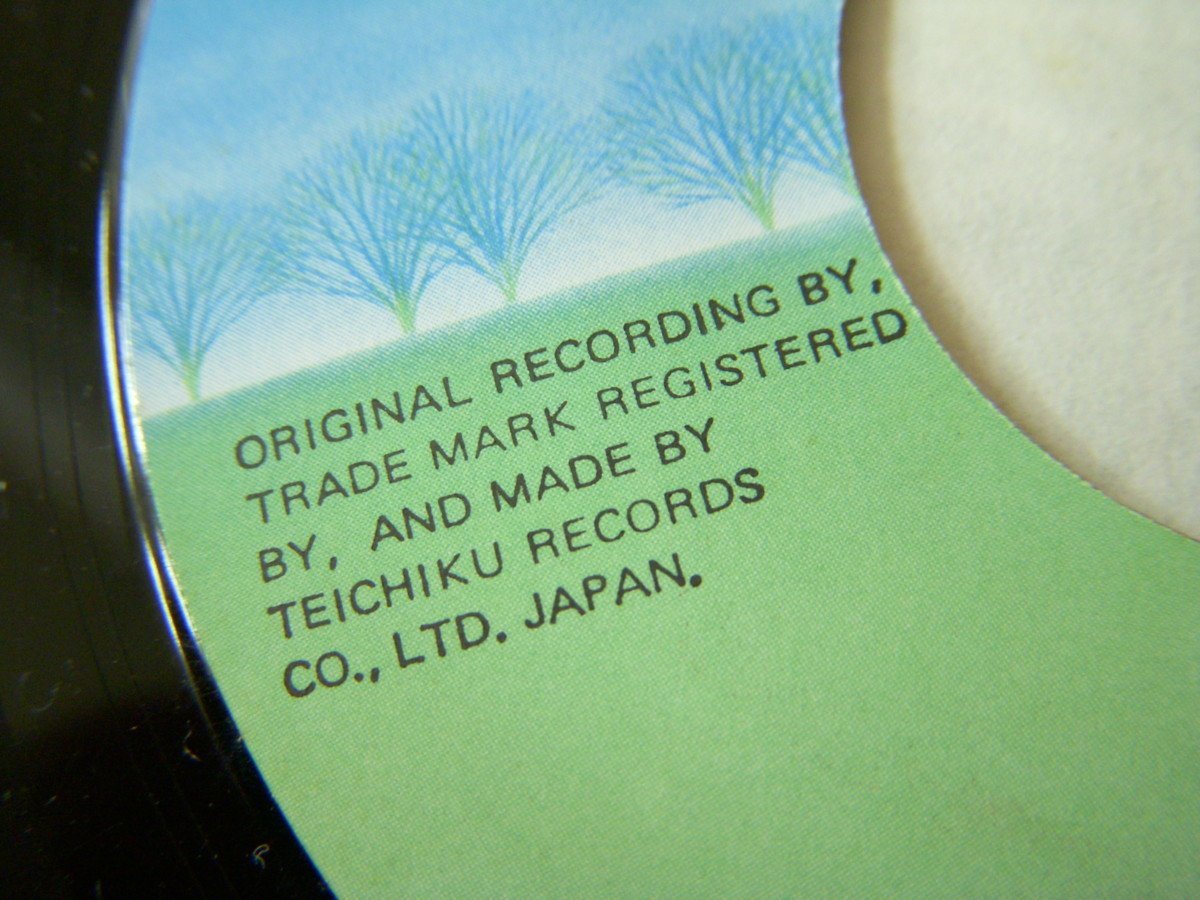 ORIGINAL RECORDING BY,
TRADE MARK REGISTERED
BY, AND MADE BY
TEICHIKU RECORDS
CO., LTD. JAPAN.